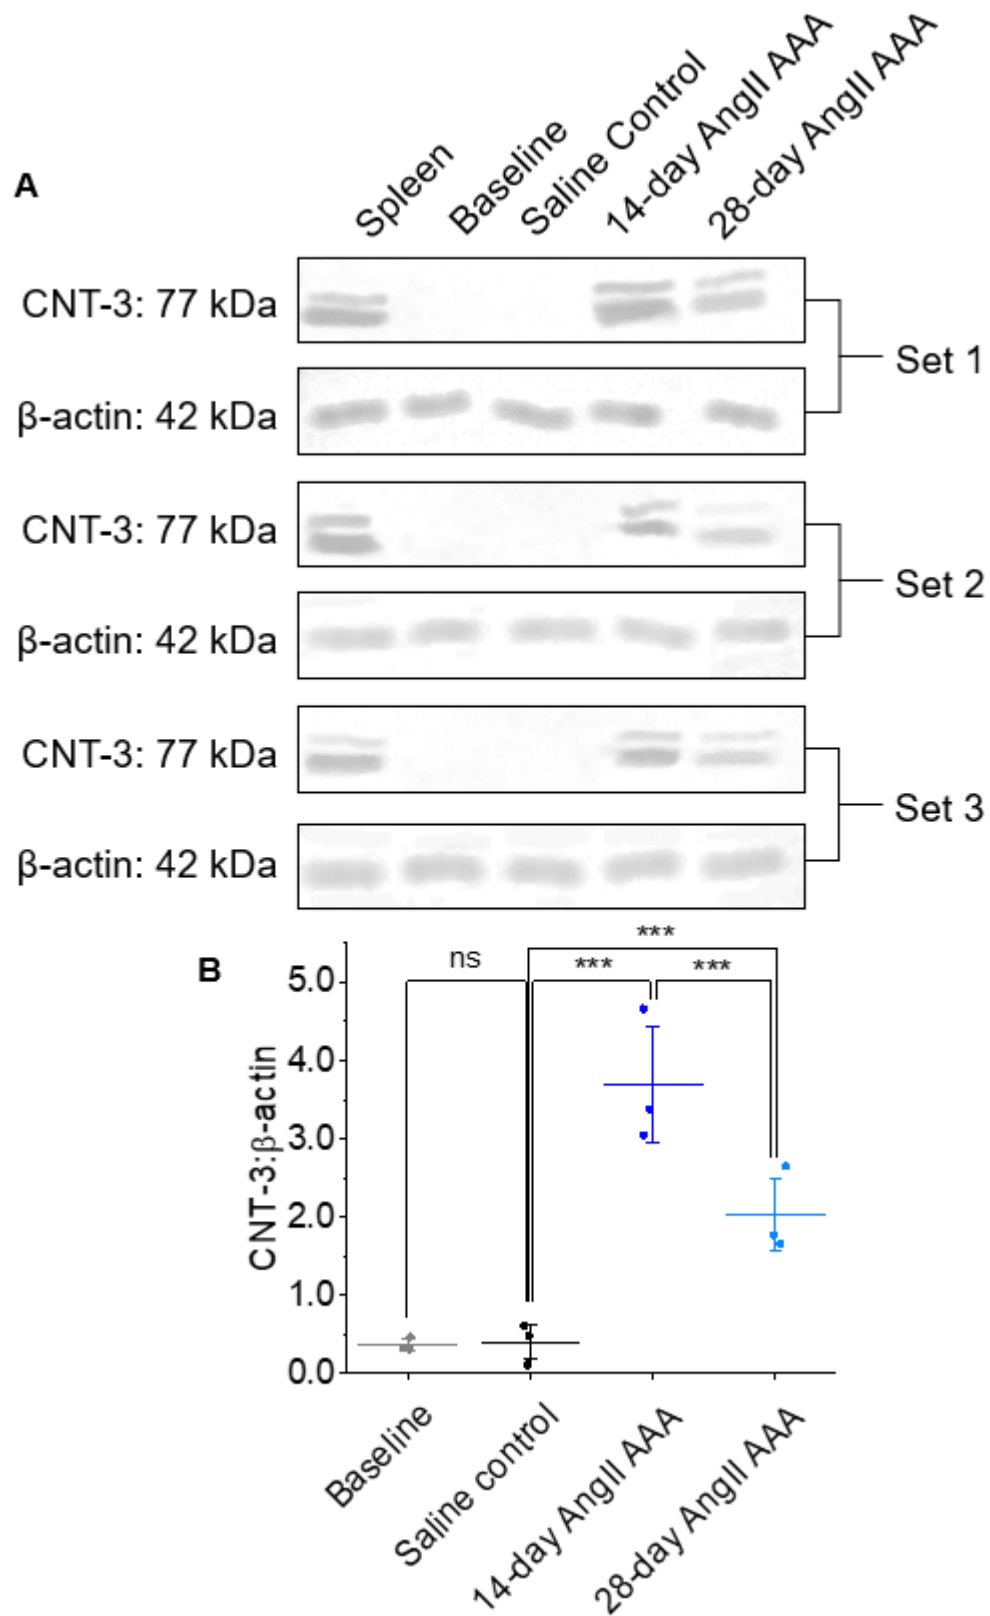 A
Spleen
Baseline
Saline Control
14-day AngII AAA
28-day AngII AAA
CNT-3: 77 kDa
β-actin: 42 kDa
Set 1
CNT-3: 77 kDa
β-actin: 42 kDa
Set 2
CNT-3: 77 kDa
β-actin: 42 kDa
Set 3
B
***
ns
***
***
CNT-3:β-actin
5.0
4.0
3.0
2.0
1.0
0.0
Baseline
Saline control
14-day AngII AAA
28-day AngII AAA